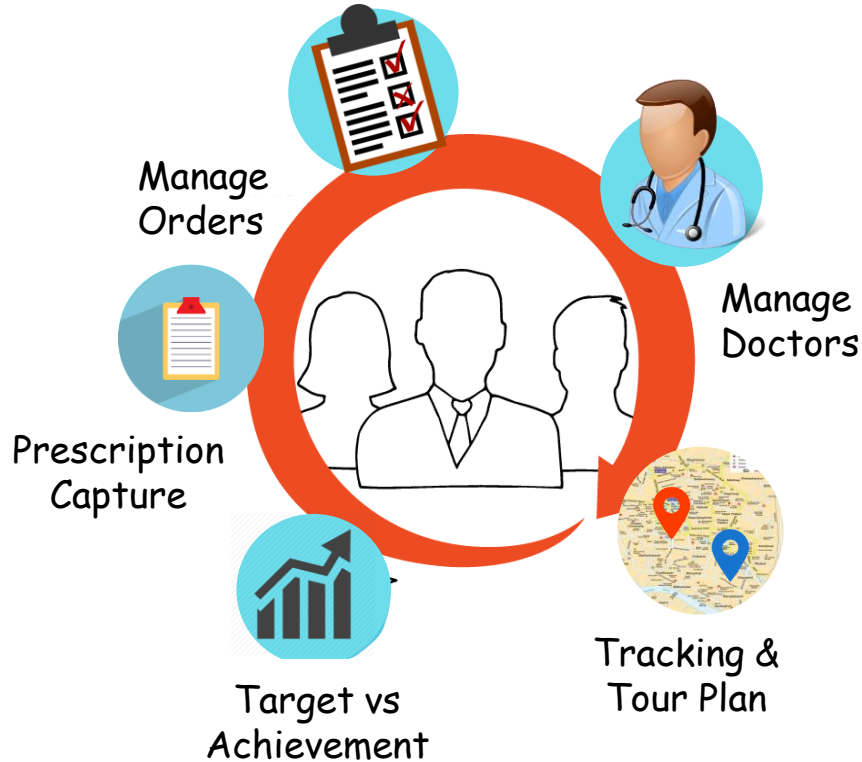 Manage
Orders
Manage
Doctors
Prescription
Capture
Tracking &
Tour Plan
Target vs
Achievement